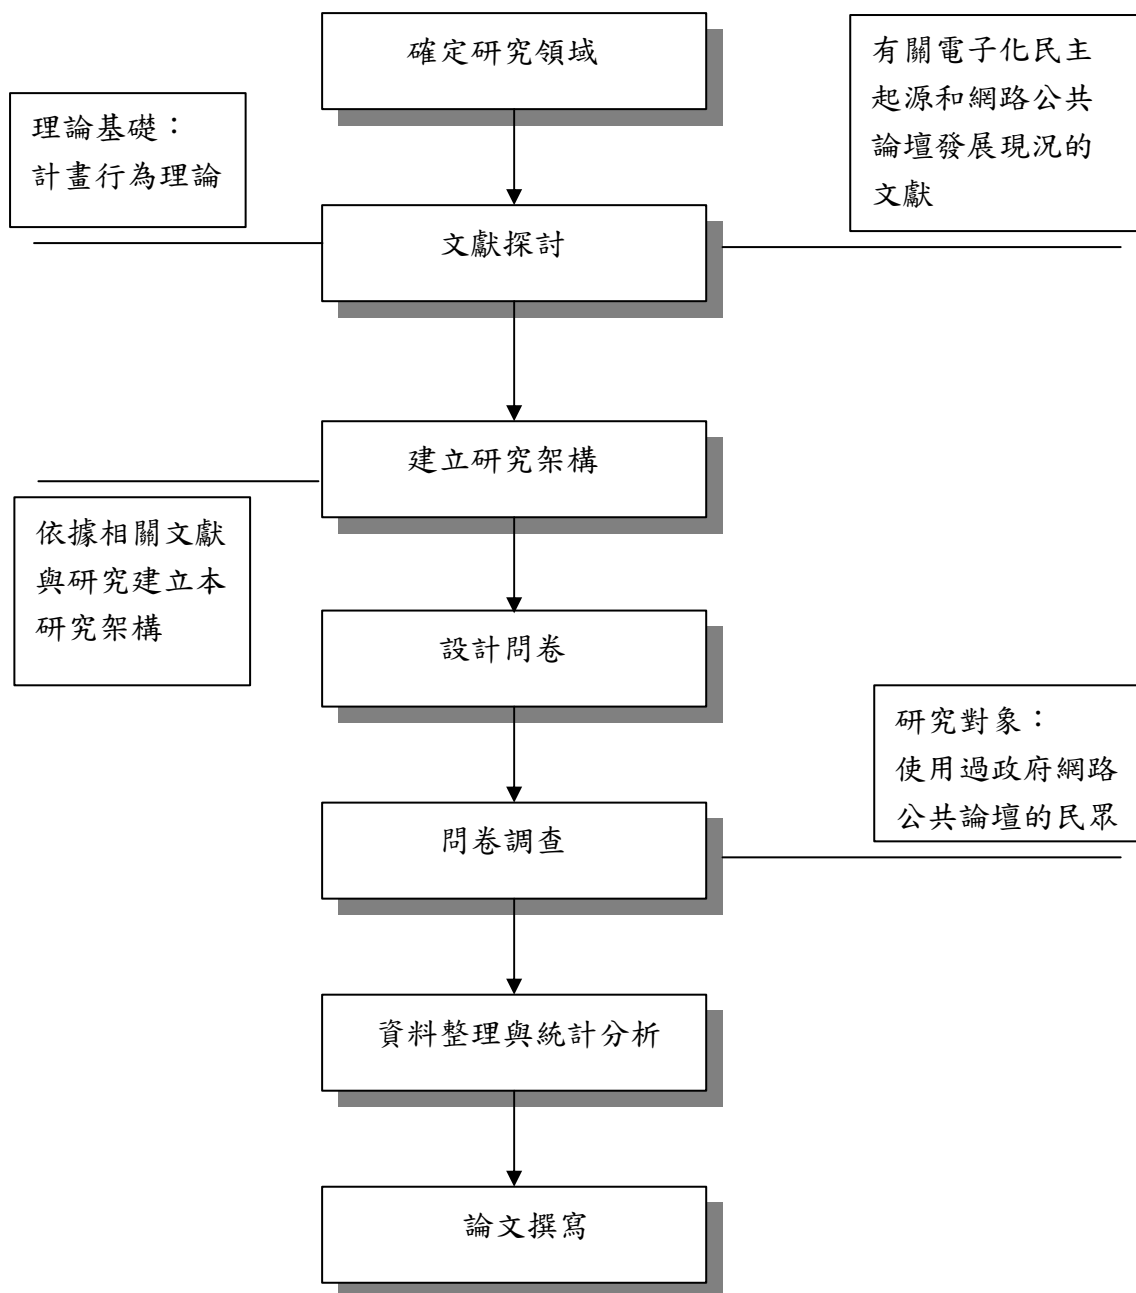 確定研究領域
有關電子化民主
起源和網路公共
論壇發展現況的
文獻
理論基礎：
計畫行為理論
文獻探討
建立研究架構
依據相關文獻
與研究建立本
研究架構
設計問卷
研究對象：
使用過政府網路
公共論壇的民眾
問卷調查
資料整理與統計分析
論文撰寫